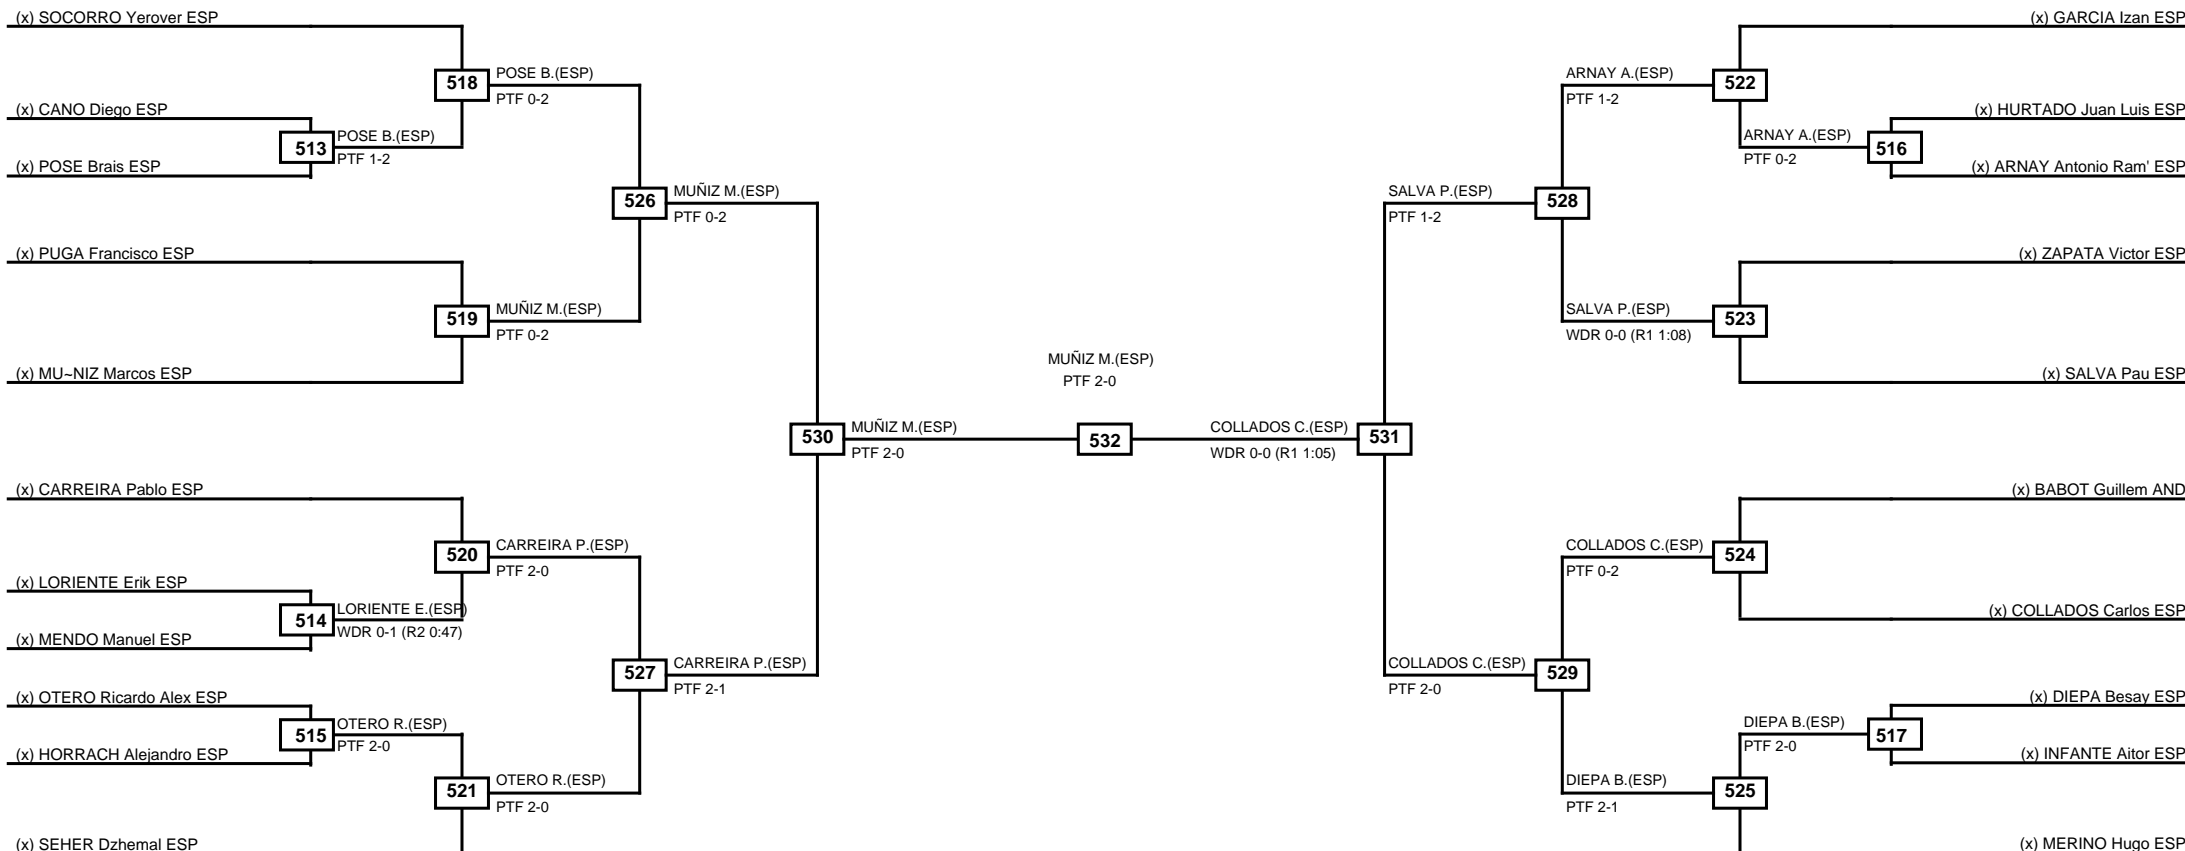 (x) SOCORRO Yerover ESP
(x) CANO Diego ESP
(x) POSE Brais ESP
(x) PUGA Francisco ESP
(x) MU~NIZ Marcos ESP
(x) CARREIRA Pablo ESP
(x) LORIENTE Erik ESP
(x) MENDO Manuel ESP
(x) OTERO Ricardo Alex ESP
(x) HORRACH Alejandro ESP
(x) SEHER Dzhemal ESP
513
POSE B.(ESP)
PTF 1-2
514
LORIENTE E.(ESP)
WDR 0-1 (R2 0:47)
515
OTERO R.(ESP)
PTF 2-0
518
POSE B.(ESP)
PTF 0-2
519
MUÑIZ M.(ESP)
PTF 0-2
520
CARREIRA P.(ESP)
PTF 2-0
521
OTERO R.(ESP)
PTF 2-0
526
MUÑIZ M.(ESP)
PTF 0-2
527
CARREIRA P.(ESP)
PTF 2-1
530
MUÑIZ M.(ESP)
PTF 2-0
MUÑIZ M.(ESP)
PTF 2-0
532
COLLADOS C.(ESP)
WDR 0-0 (R1 1:05)
531
SALVA P.(ESP)
PTF 1-2
528
COLLADOS C.(ESP)
PTF 2-0
529
ARNAY A.(ESP)
PTF 1-2
522
SALVA P.(ESP)
WDR 0-0 (R1 1:08)
523
COLLADOS C.(ESP)
PTF 0-2
524
DIEPA B.(ESP)
PTF 2-1
525
ARNAY A.(ESP)
PTF 0-2
516
DIEPA B.(ESP)
PTF 2-0
517
(x) GARCIA Izan ESP
(x) HURTADO Juan Luis ESP
(x) ARNAY Antonio Ram' ESP
(x) ZAPATA Victor ESP
(x) SALVA Pau ESP
(x) BABOT Guillem AND
(x) COLLADOS Carlos ESP
(x) DIEPA Besay ESP
(x) INFANTE Aitor ESP
(x) MERINO Hugo ESP